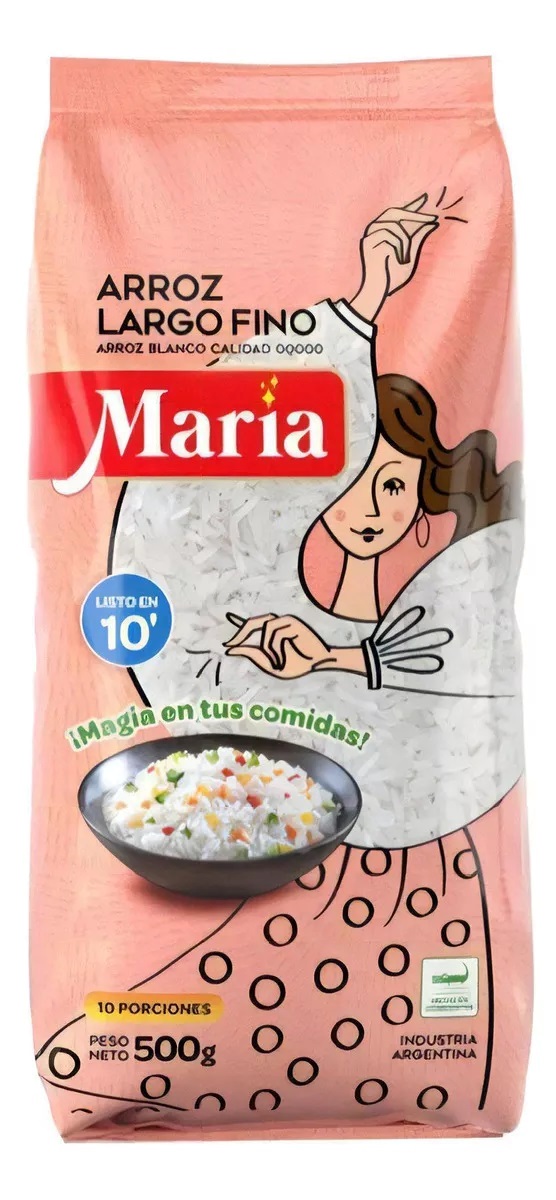 ARROZ
LARGO FINO
ARROZ BLANCO CALIDAD 00000
María
LISTO EN
10'
¡Magia en tus comidas!
10 PORCIONES
PESO
NETO 500g
INDUSTRIA
ARGENTINA